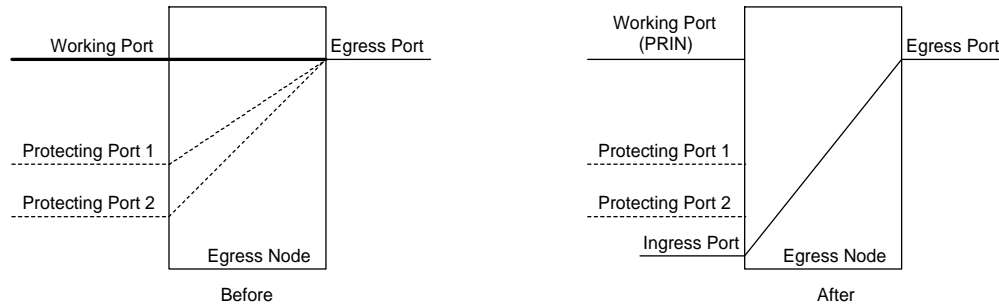 Working Port
Egress Port
Protecting Port 1
Protecting Port 2
Egress Node
Before
Working Port
(PRIN)
Egress Port
Protecting Port 1
Protecting Port 2
Ingress Port
Egress Node
After